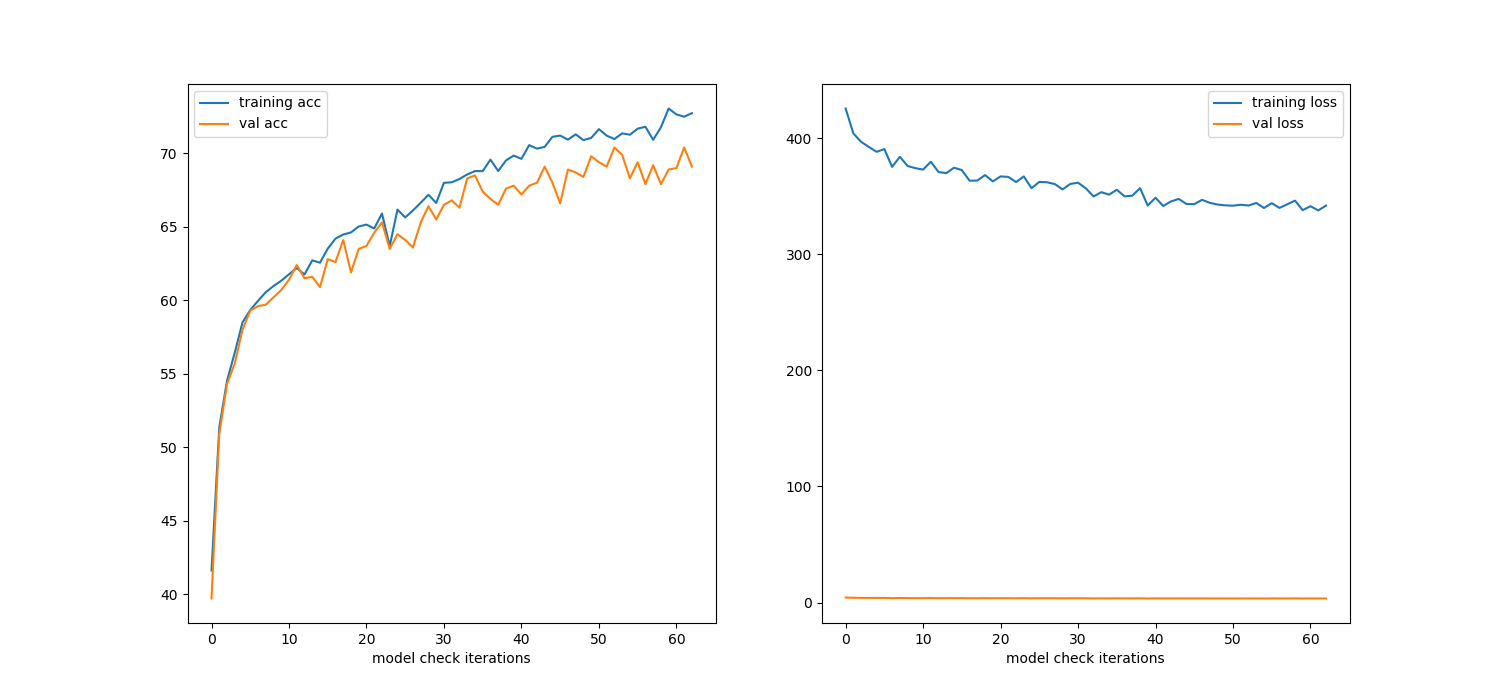 training acc
val acc
70
65
60
55
50
45
40
0 10 20 30 40 50 60
model check iterations
training loss
val loss
400
300
200
100
0
0 10 20 30 40 50 60
model check iterations